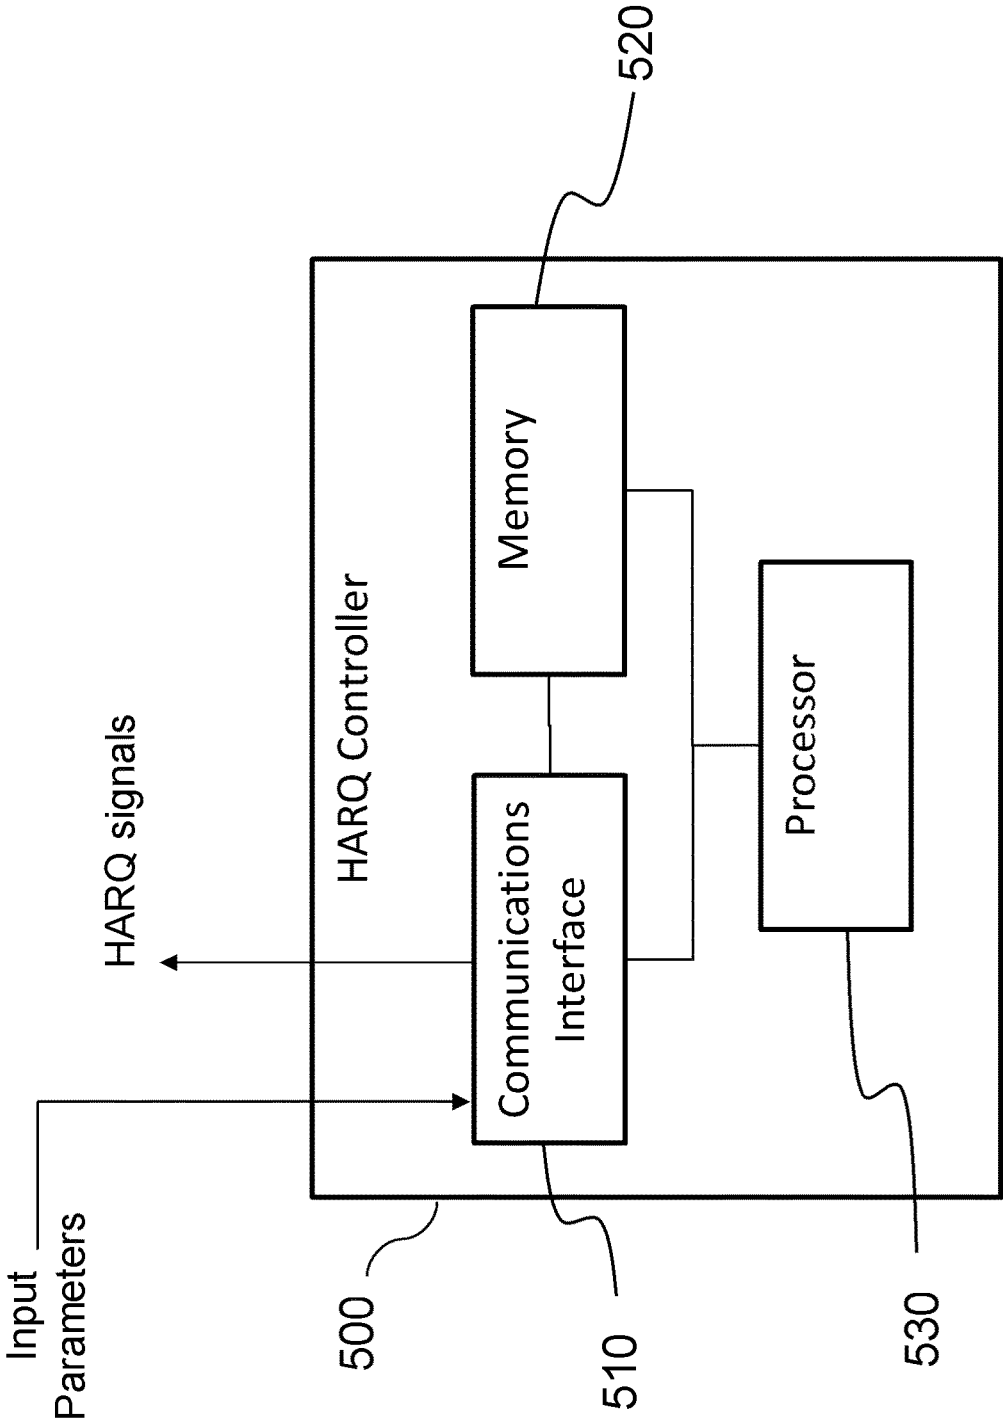 Input
Parameters
HARQ signals
500
HARQ Controller
510
Communications
Interface
Memory
520
530
Processor